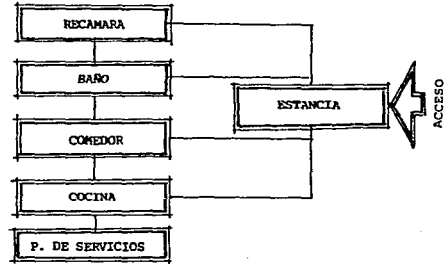 RECAMARA
BAÑO
ESTANCIA
ACCESO
COMEDOR
COCINA
P. DE SERVICIOS